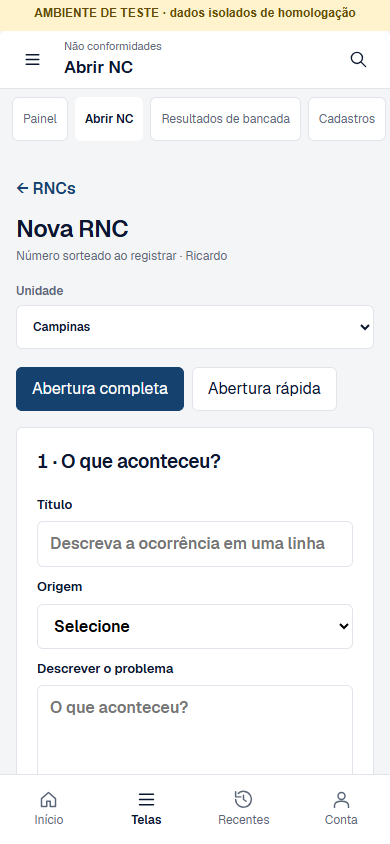 AMBIENTE DE TESTE · dados isolados de homologação
Não conformidades
Abrir NC
Painel
Abrir NC
Resultados de bancada
Cadastros
← RNCs
Nova RNC
Número sorteado ao registrar · Ricardo
Unidade
Campinas
Abertura completa
Abertura rápida
1 · O que aconteceu?
Título
Descreva a ocorrência em uma linha
Origem
Selecione
Descrever o problema
O que aconteceu?
Início
Telas
Recentes
Conta